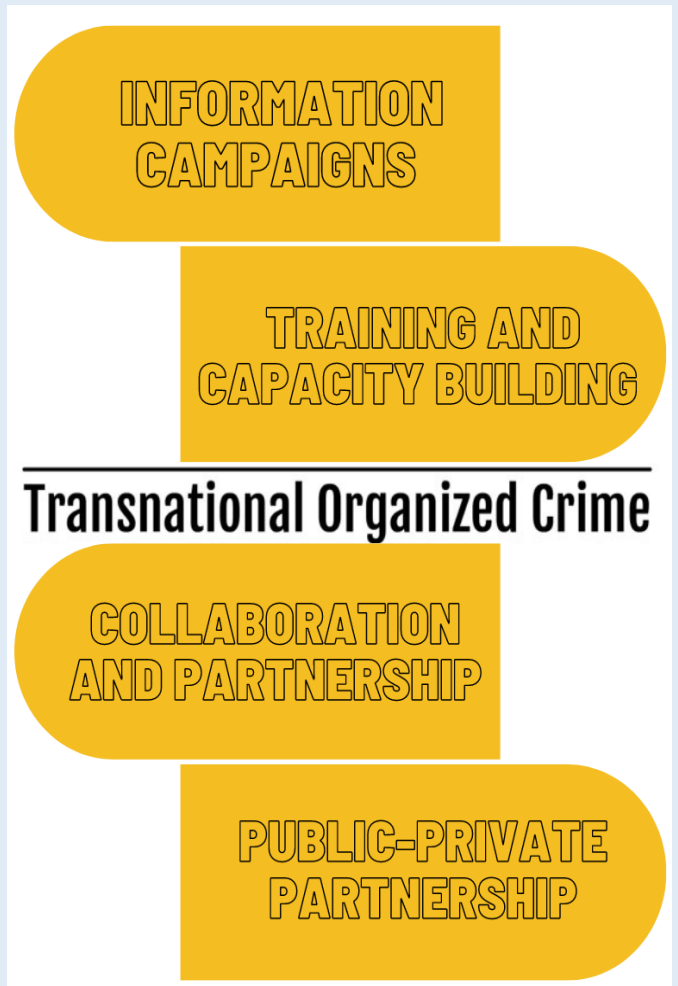 INFORMATION
CAMPAIGNS
TRAINING AND
CAPACITY BUILDING
Transnational Organized Crime
COLLABORATION
AND PARTNERSHIP
PUBLIC-PRIVATE
PARTNERSHIP